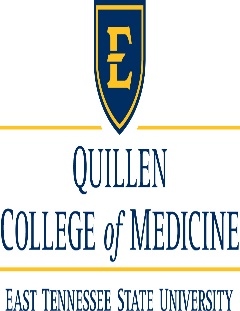 E
QUILLEN
COLLEGE of MEDICINE
EAST TENNESSEE STATE UNIVERSITY